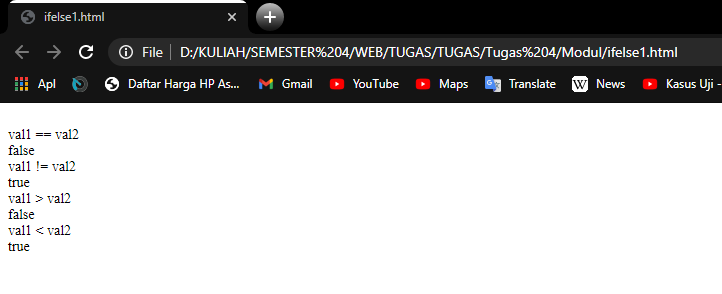 ifelse1.html
File | D:/KULIAH/SEMESTER%204/WEB/TUGAS/TUGAS/Tugas%204/Modul/ifelse1.html
Apl Daftar Harga HP As... Gmail YouTube Maps Translate News Kasus Uji -
val1 == val2
false
val1 != val2
true
val1 > val2
false
val1 < val2
true